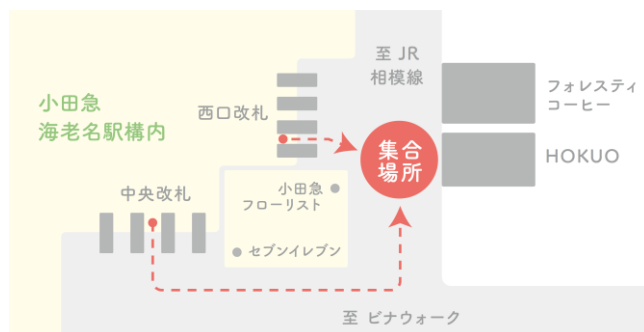 至 JR
相模線
小田急
海老名駅構内
西口改札
フォレスティ
コーヒー
集合
場所
HOKUO
中央改札
小田急
フローリスト
セブンイレブン
至 ビナウォーク